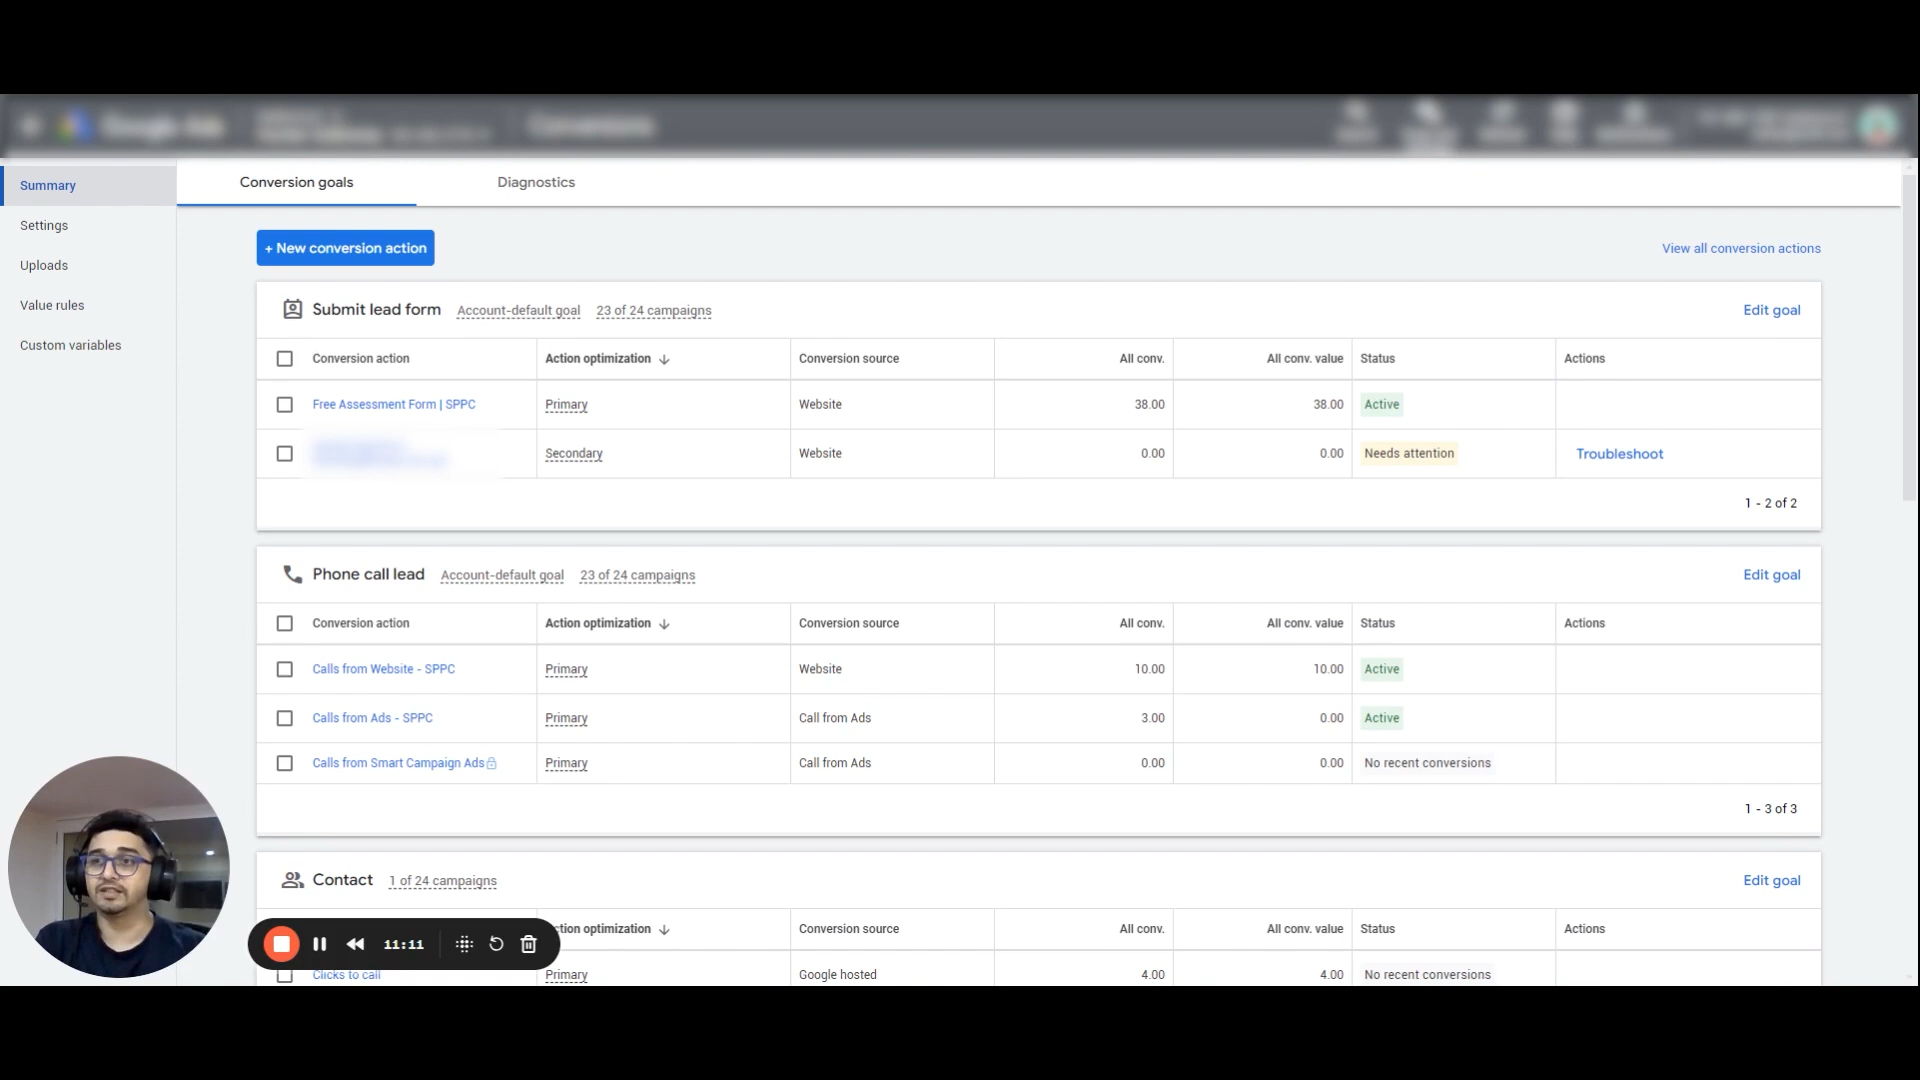 Summary
Settings
Uploads
Value rules
Custom variables
Conversion goals
Diagnostics
+ New conversion action
View all conversion actions
Submit lead form Account-default goal 23 of 24 campaigns Edit goal
Conversion action Action optimization Conversion source All conv. All conv. value Status Actions
Free Assessment Form | SPPC Primary Website 38.00 38.00 Active
Secondary Website 0.00 0.00 Needs attention Troubleshoot
1 - 2 of 2
Phone call lead Account-default goal 23 of 24 campaigns Edit goal
Conversion action Action optimization Conversion source All conv. All conv. value Status Actions
Calls from Website - SPPC Primary Website 10.00 10.00 Active
Calls from Ads - SPPC Primary Call from Ads 3.00 0.00 Active
Calls from Smart Campaign Ads Primary Call from Ads 0.00 0.00 No recent conversions
1 - 3 of 3
Contact 1 of 24 campaigns Edit goal
ction optimization Conversion source All conv. All conv. value Status Actions
Clicks to call Primary Google hosted 4.00 4.00 No recent conversions
11:11